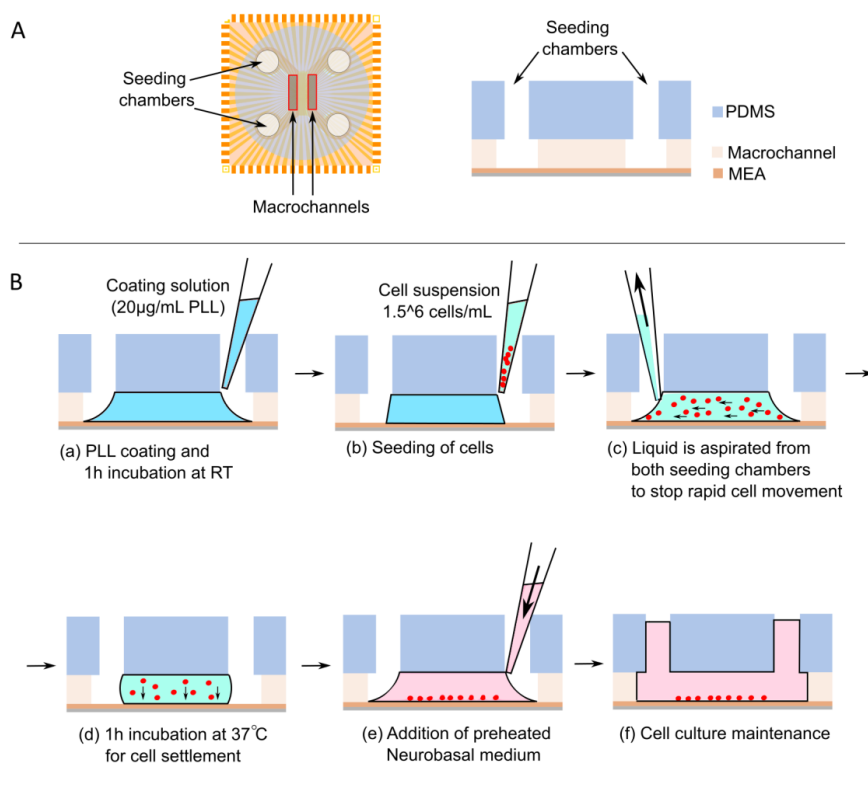 A
Seeding
chambers
Macrochannels
Seeding
chambers
PDMS
Macrochannel
MEA
B
Coating solution
(20µg/mL PLL)
Cell suspension
1.5^6 cells/mL
(a) PLL coating and
1h incubation at RT
(b) Seeding of cells
(c) Liquid is aspirated from
both seeding chambers
to stop rapid cell movement
(d) 1h incubation at 37°C
for cell settlement
(e) Addition of preheated
Neurobasal medium
(f) Cell culture maintenance